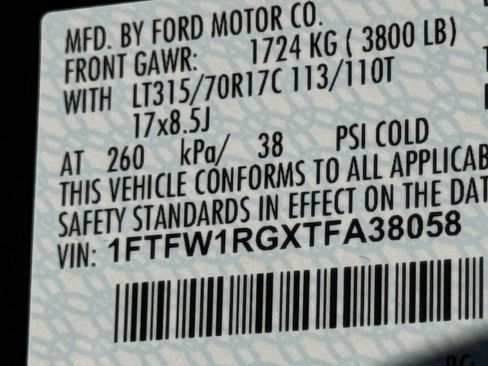 MFD. BY FORD MOTOR CO.
FRONT GAWR: 1724 KG ( 3800 LB)
WITH LT315/70R17C 113/110T
17x8.5J
AT 260 kPa/ 38 PSI COLD
THIS VEHICLE CONFORMS TO ALL APPLICAB
SAFETY STANDARDS IN EFFECT ON THE DAT
VIN: 1FTFW1RGXTFA38058